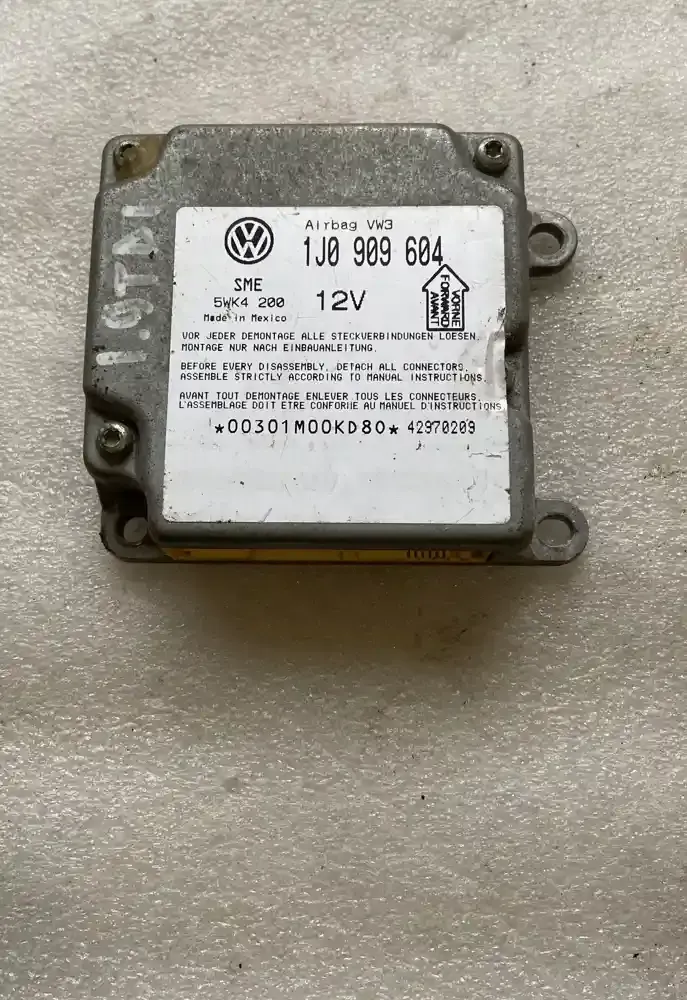 Airbag VW3
1J0 909 604
SME
5WK4 200
12V
Made in Mexico
VORNE
FORWARD
AVANT
VOR JEDER DEMONTAGE ALLE STECKVERBINDUNGEN LOESEN.
MONTAGE NUR NACH EINBAUANLEITUNG.
BEFORE EVERY DISASSEMBLY, DETACH ALL CONNECTORS.
ASSEMBLE STRICTLY ACCORDING TO MANUAL INSTRUCTIONS.
AVANT TOUT DEMONTAGE ENLEVER TOUS LES CONNECTEURS.
L'ASSEMBLAGE DOIT ETRE CONFORME AU MANUEL D'INSTRUCTIONS
*00301M00KD80* 42970209
1.9TDI